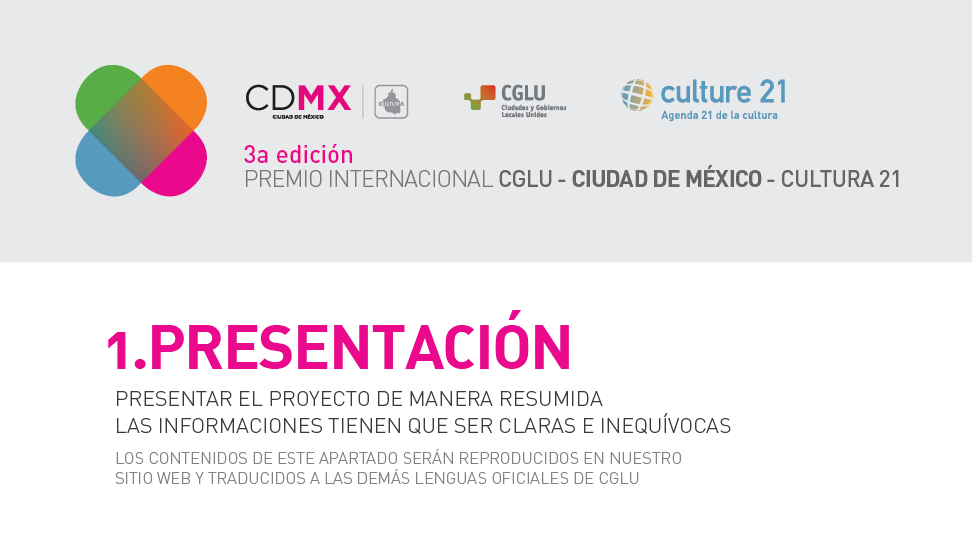 CDMX
CIUDAD DE MÉXICO
CULTURA
CGLU
Ciudades y Gobiernos
Locales Unidos
culture 21
Agenda 21 de la cultura
3a edición
PREMIO INTERNACIONAL CGLU - CIUDAD DE MÉXICO - CULTURA 21
1.PRESENTACIÓN
PRESENTAR EL PROYECTO DE MANERA RESUMIDA
LAS INFORMACIONES TIENEN QUE SER CLARAS E INEQUÍVOCAS
LOS CONTENIDOS DE ESTE APARTADO SERÁN REPRODUCIDOS EN NUESTRO
SITIO WEB Y TRADUCIDOS A LAS DEMÁS LENGUAS OFICIALES DE CGLU